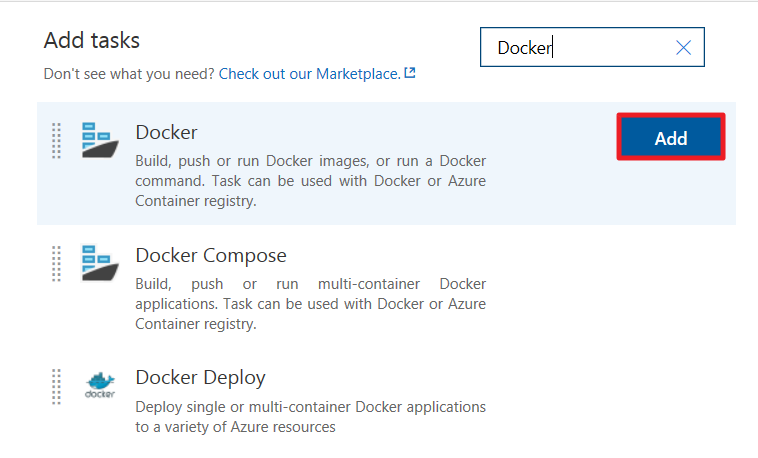 Add tasks
Docker
Don't see what you need? Check out our Marketplace.
Docker
Add
Build, push or run Docker images, or run a Docker
command. Task can be used with Docker or Azure
Container registry.
Docker Compose
Build, push or run multi-container Docker
applications. Task can be used with Docker or Azure
Container registry.
docker
Docker Deploy
Deploy single or multi-container Docker applications
to a variety of Azure resources